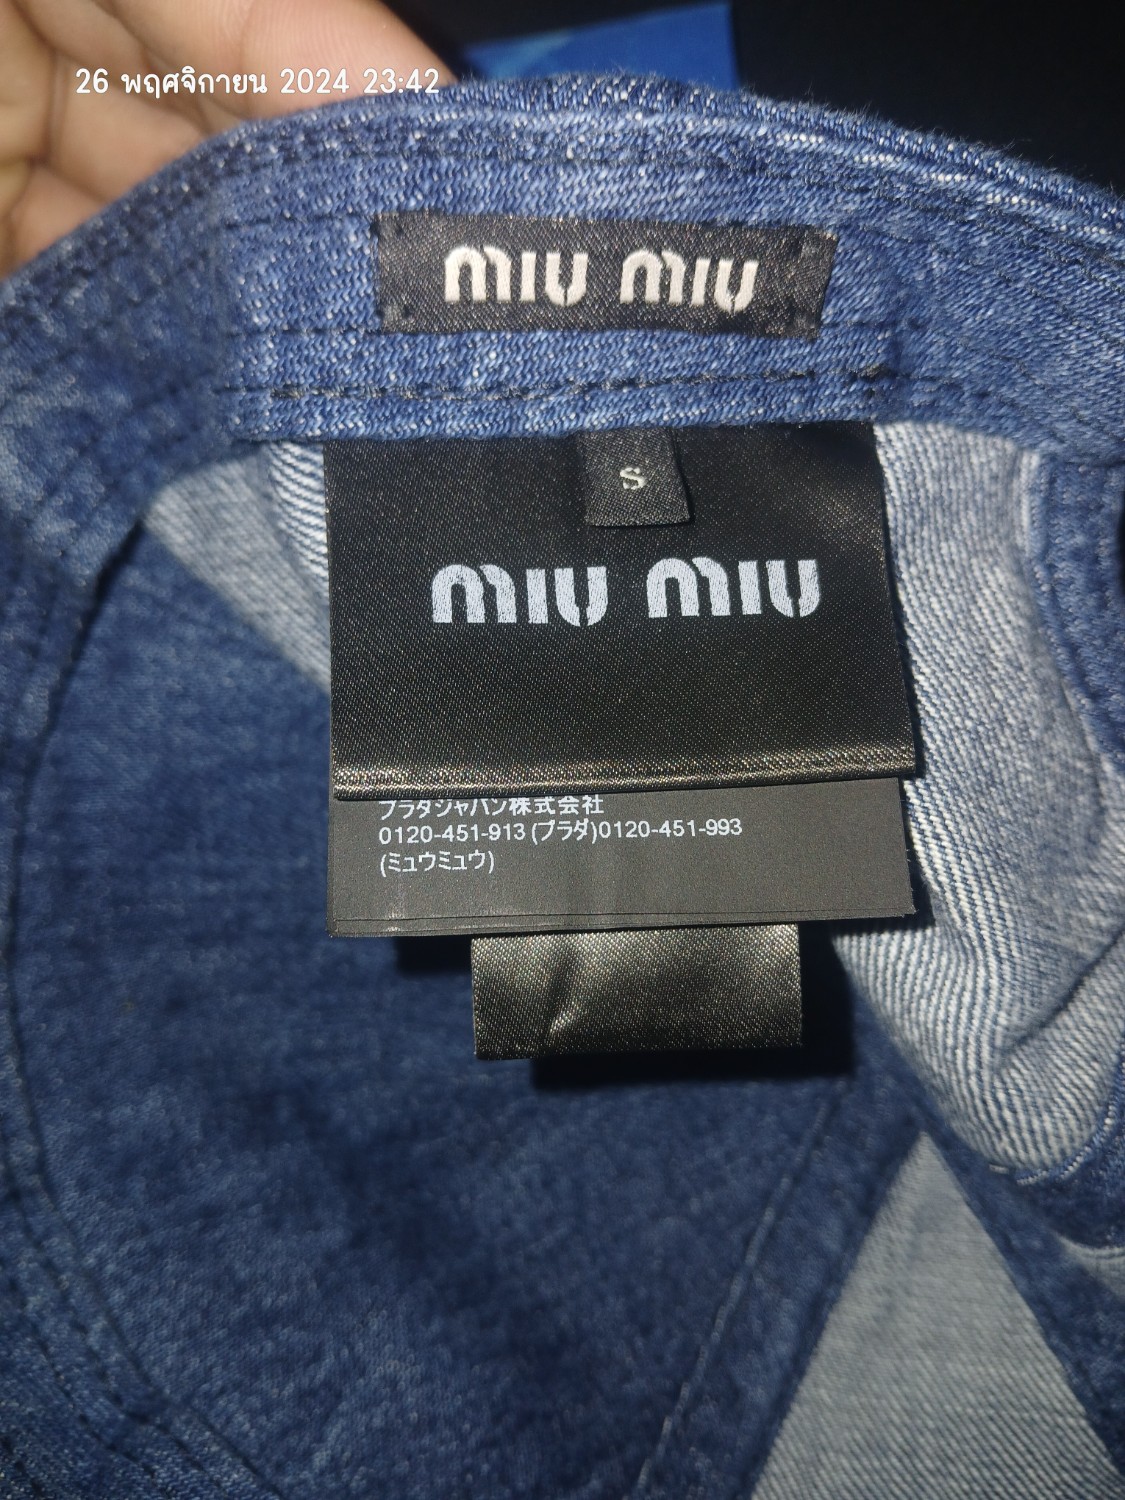 26 พฤศจิกายน 2024 23:42
MIU MIU
S
MIU MIU
プラダジャパン株式会社
0120-451-913 (プラダ)0120-451-993
(ミュウミュウ)